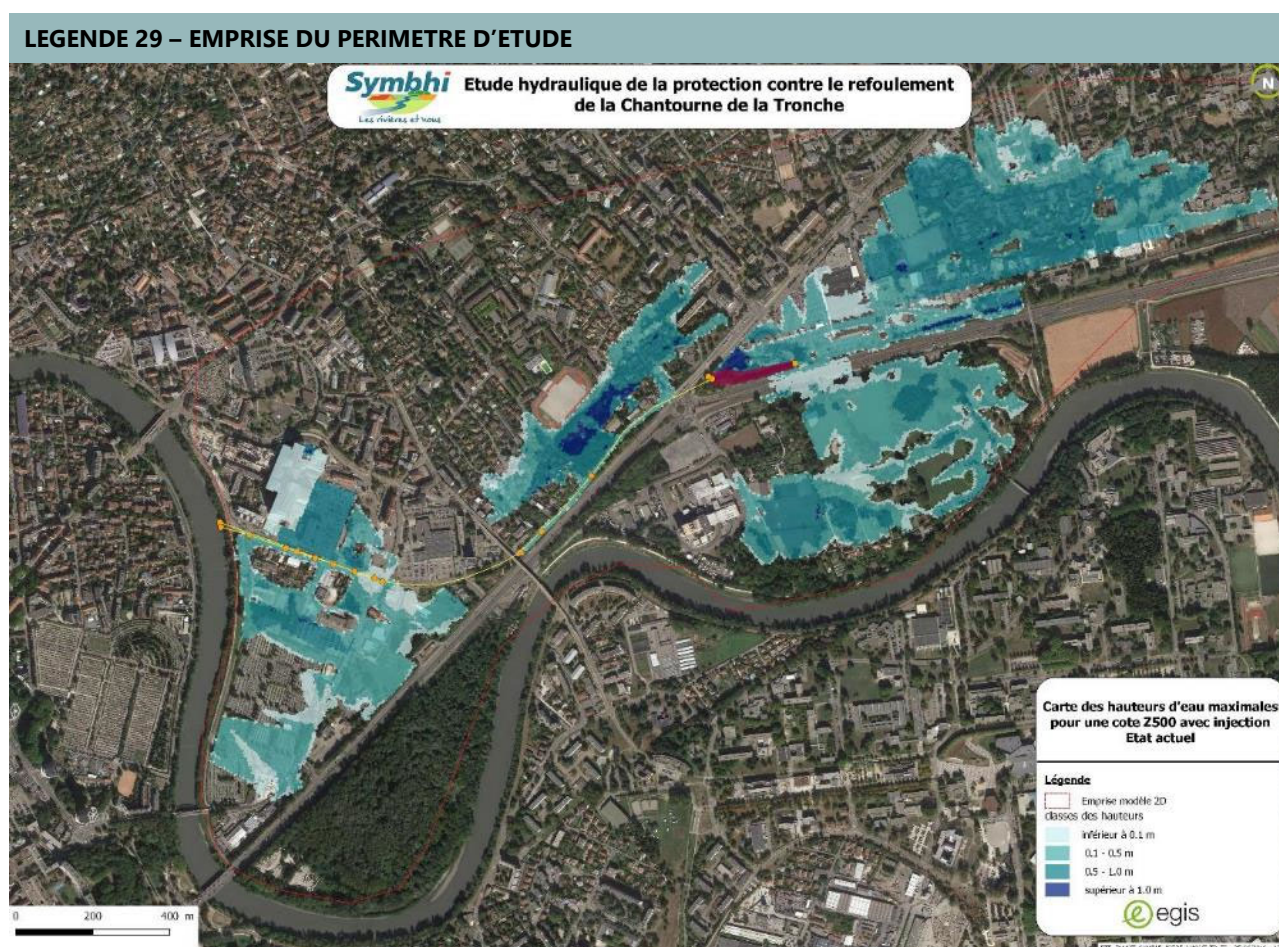 LEGENDE 29 – EMPRISE DU PERIMETRE D'ETUDE
Symbhi
Les rivières et nous
Etude hydraulique de la protection contre le refoulement
de la Chantourne de la Tronche
N
Carte des hauteurs d'eau maximales
pour une cote Z500 avec injection
Etat actuel
Légende
Emprise modèle 2D
classes des hauteurs
inférieur à 0.1 m
0.1 - 0.5 m
0.5 - 1.0 m
supérieur à 1.0 m
egis
0 200 400 m